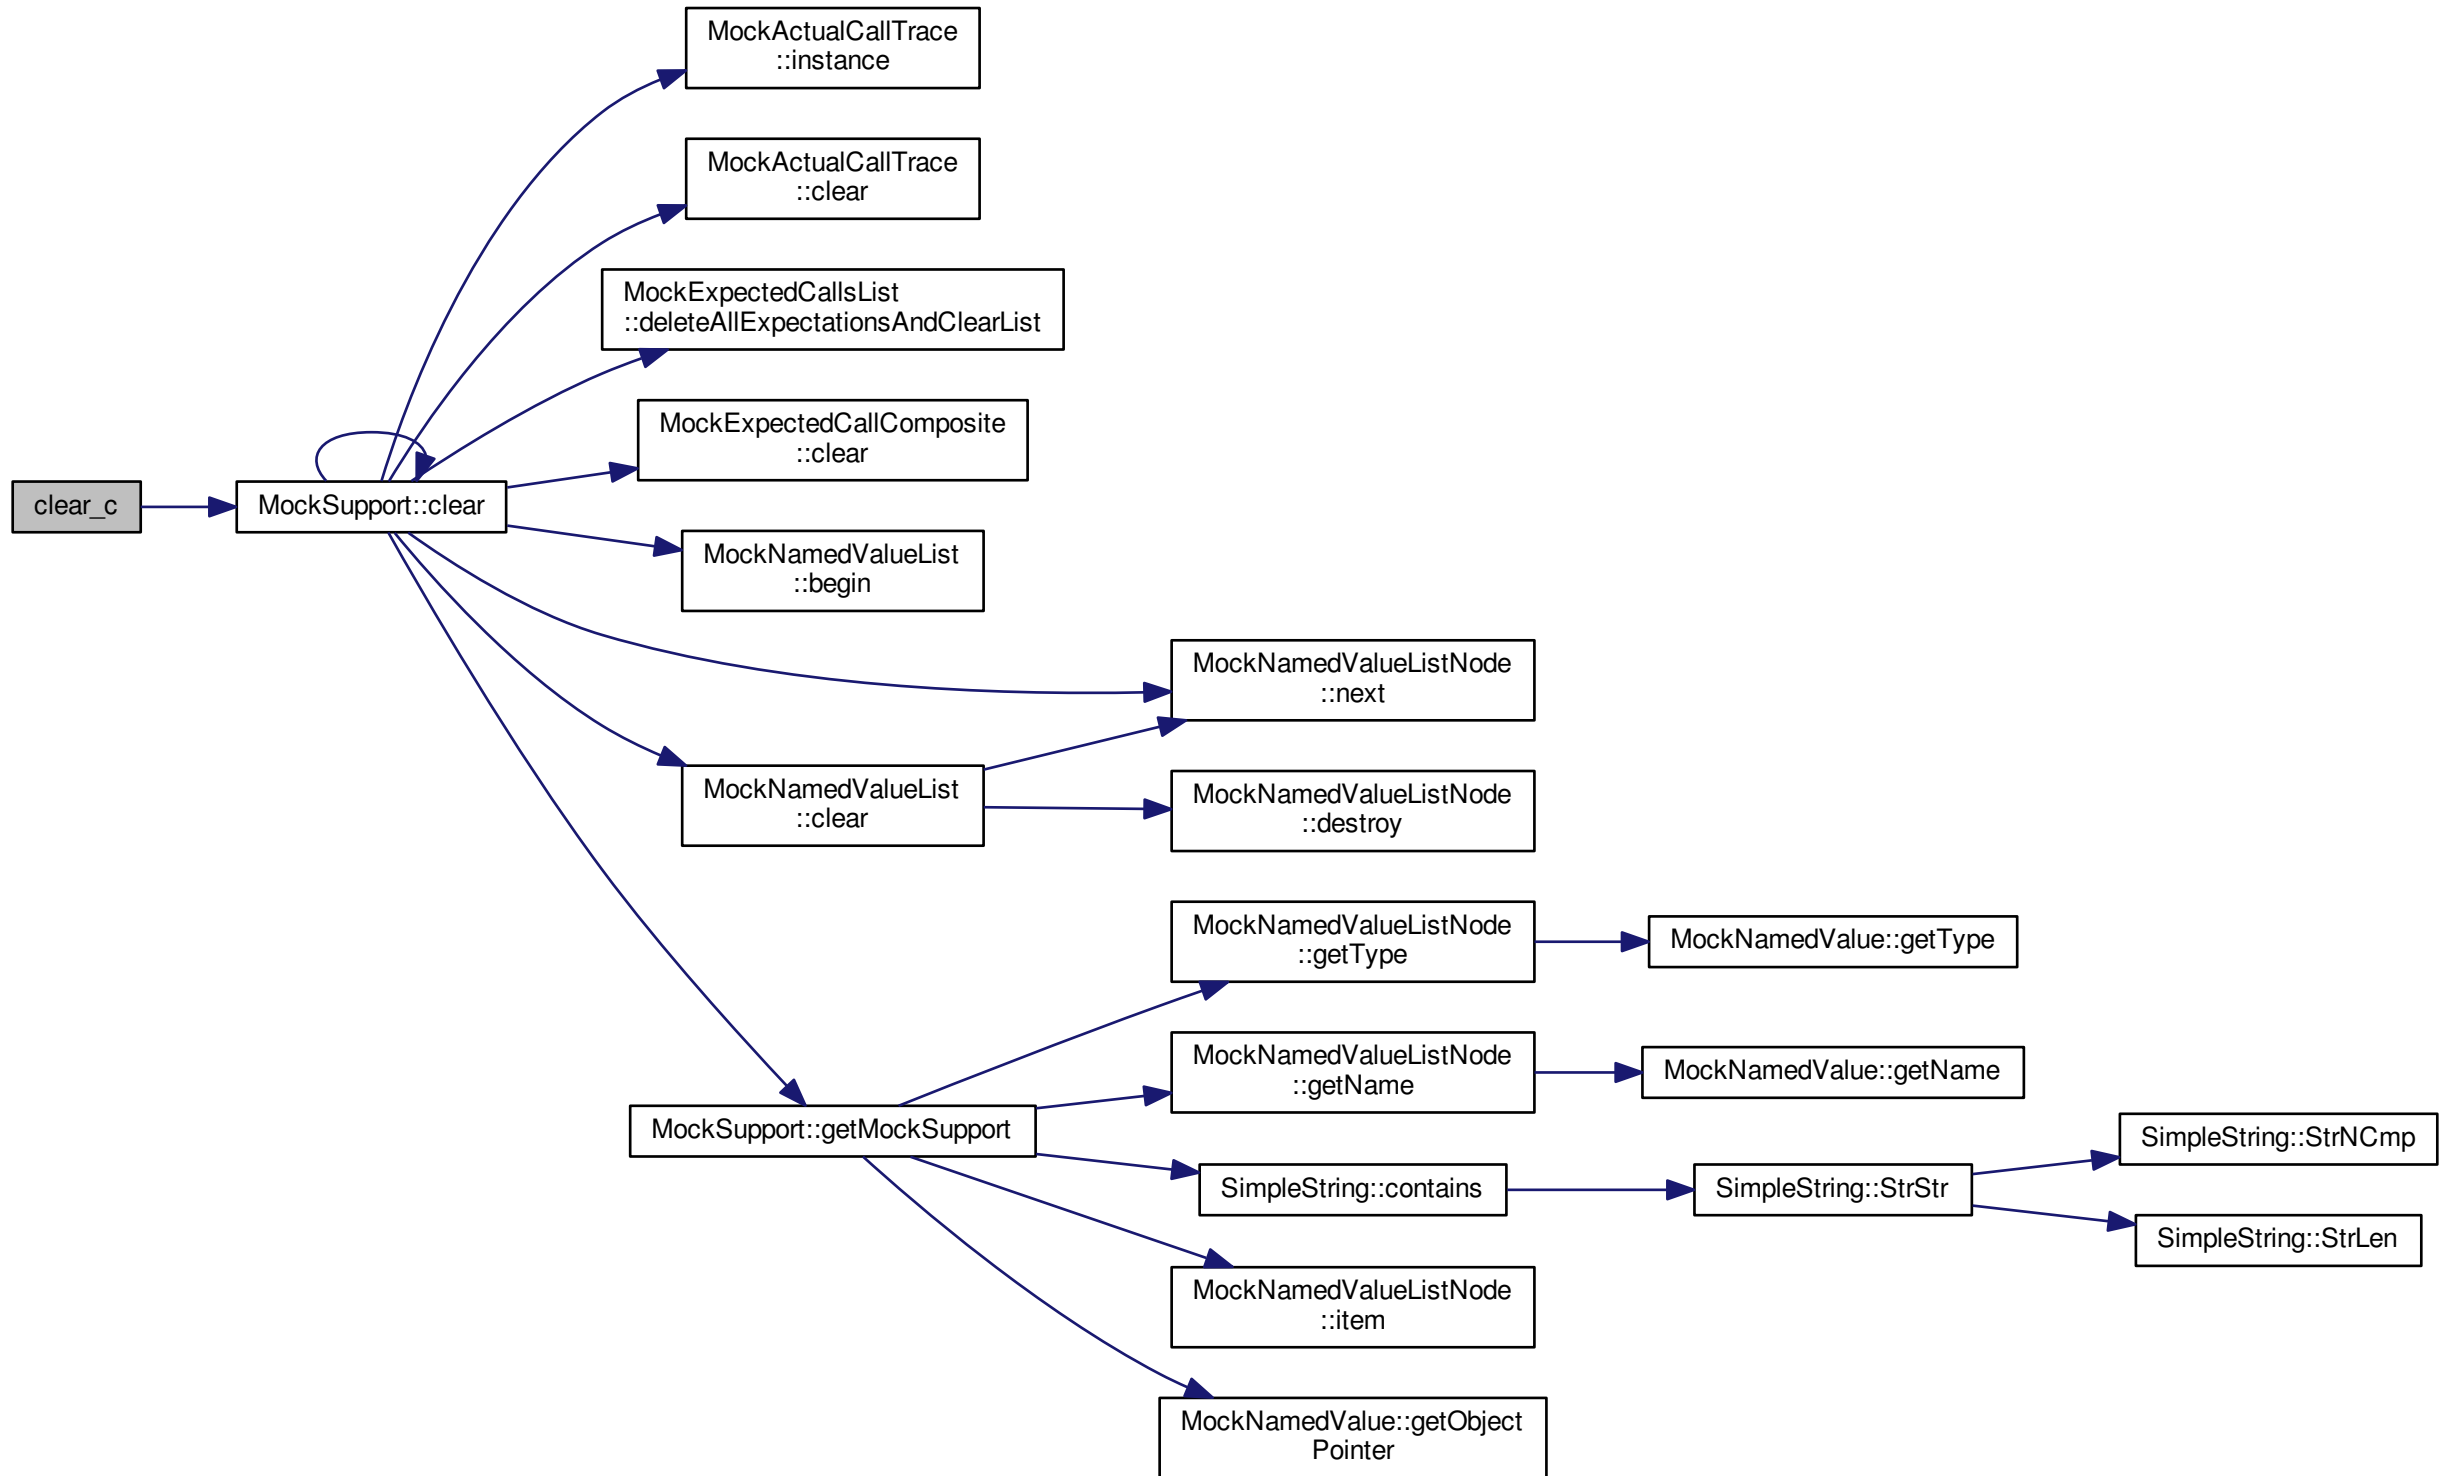 MockActualCallTrace
::instance
MockActualCallTrace
::clear
MockExpectedCallsList
::deleteAllExpectationsAndClearList
MockExpectedCallComposite
::clear
clear_c
MockSupport::clear
MockNamedValueList
::begin
MockNamedValueListNode
::next
MockNamedValueList
::clear
MockNamedValueListNode
::destroy
MockNamedValueListNode
::getType
MockNamedValue::getType
MockNamedValueListNode
::getName
MockNamedValue::getName
MockSupport::getMockSupport
SimpleString::contains
SimpleString::StrStr
SimpleString::StrNCmp
SimpleString::StrLen
MockNamedValueListNode
::item
MockNamedValue::getObject
Pointer